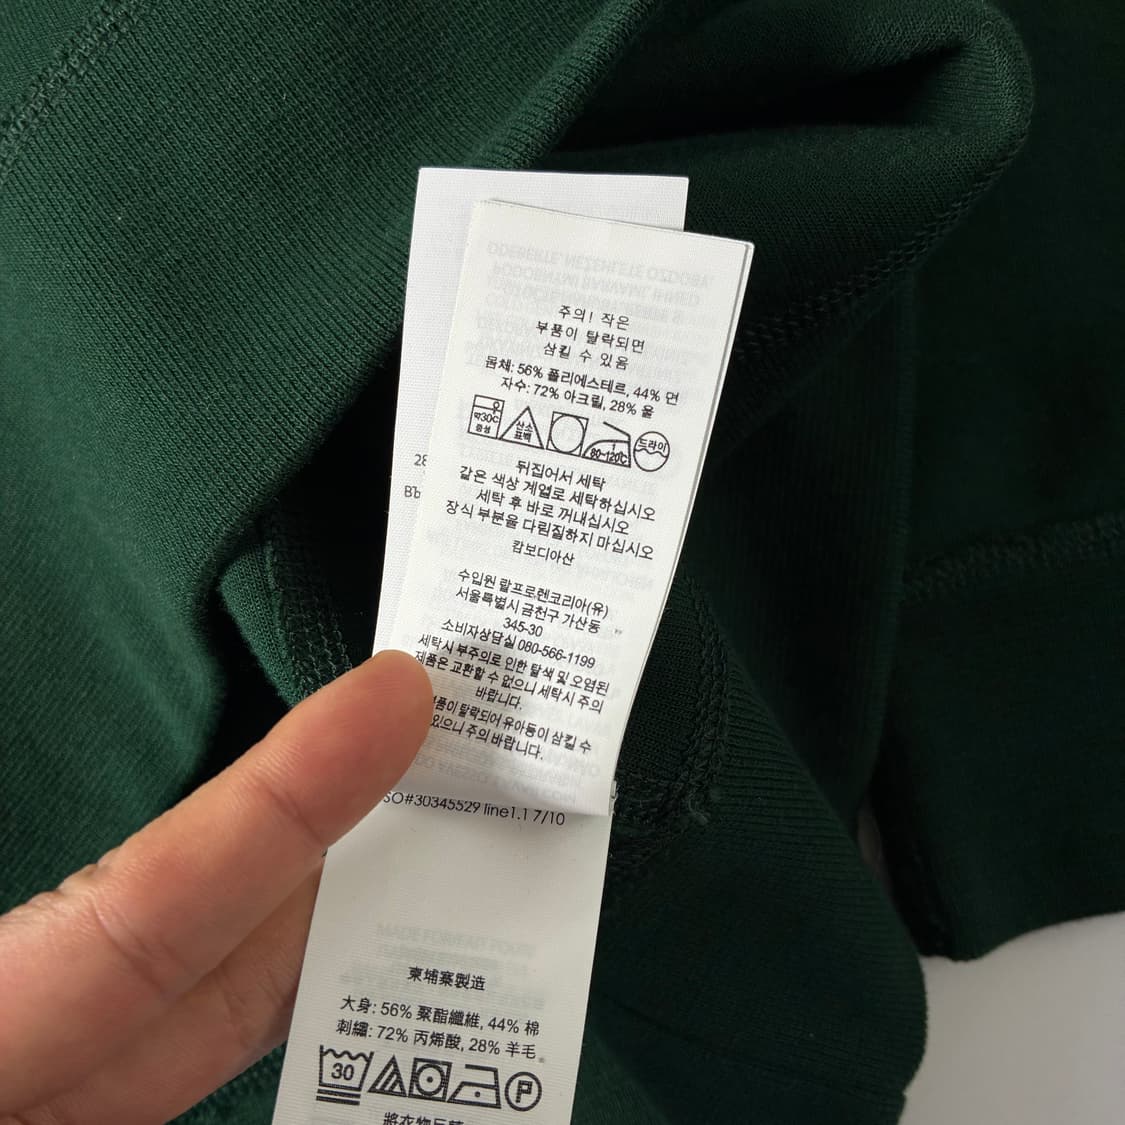 주의! 작은
부품이 탈락되면
삼킬 수 있음
몸체: 56% 폴리에스테르, 44% 면
자수: 72% 아크릴, 28% 울
약30℃
중성
산소
표백
80~120℃
드라이
뒤집어서 세탁
같은 색상 계열로 세탁하십시오
세탁 후 바로 꺼내십시오
장식 부분을 다림질하지 마십시오
캄보디아산
수입원 랄프로렌코리아(유)
서울특별시 금천구 가산동
345-30
소비자상담실 080-566-1199
세탁시 부주의로 인한 탈색 및 오염된
제품은 교환할 수 없으니 세탁시 주의
바랍니다.
부품이 탈락되어 유아등이 삼킬 수
있으니 주의 바랍니다.
28
SO#30345529 line1.1 7/10
柬埔寨製造
大身: 56% 聚酯纖維, 44% 棉
刺繡: 72% 丙烯酸, 28% 羊毛
30
P